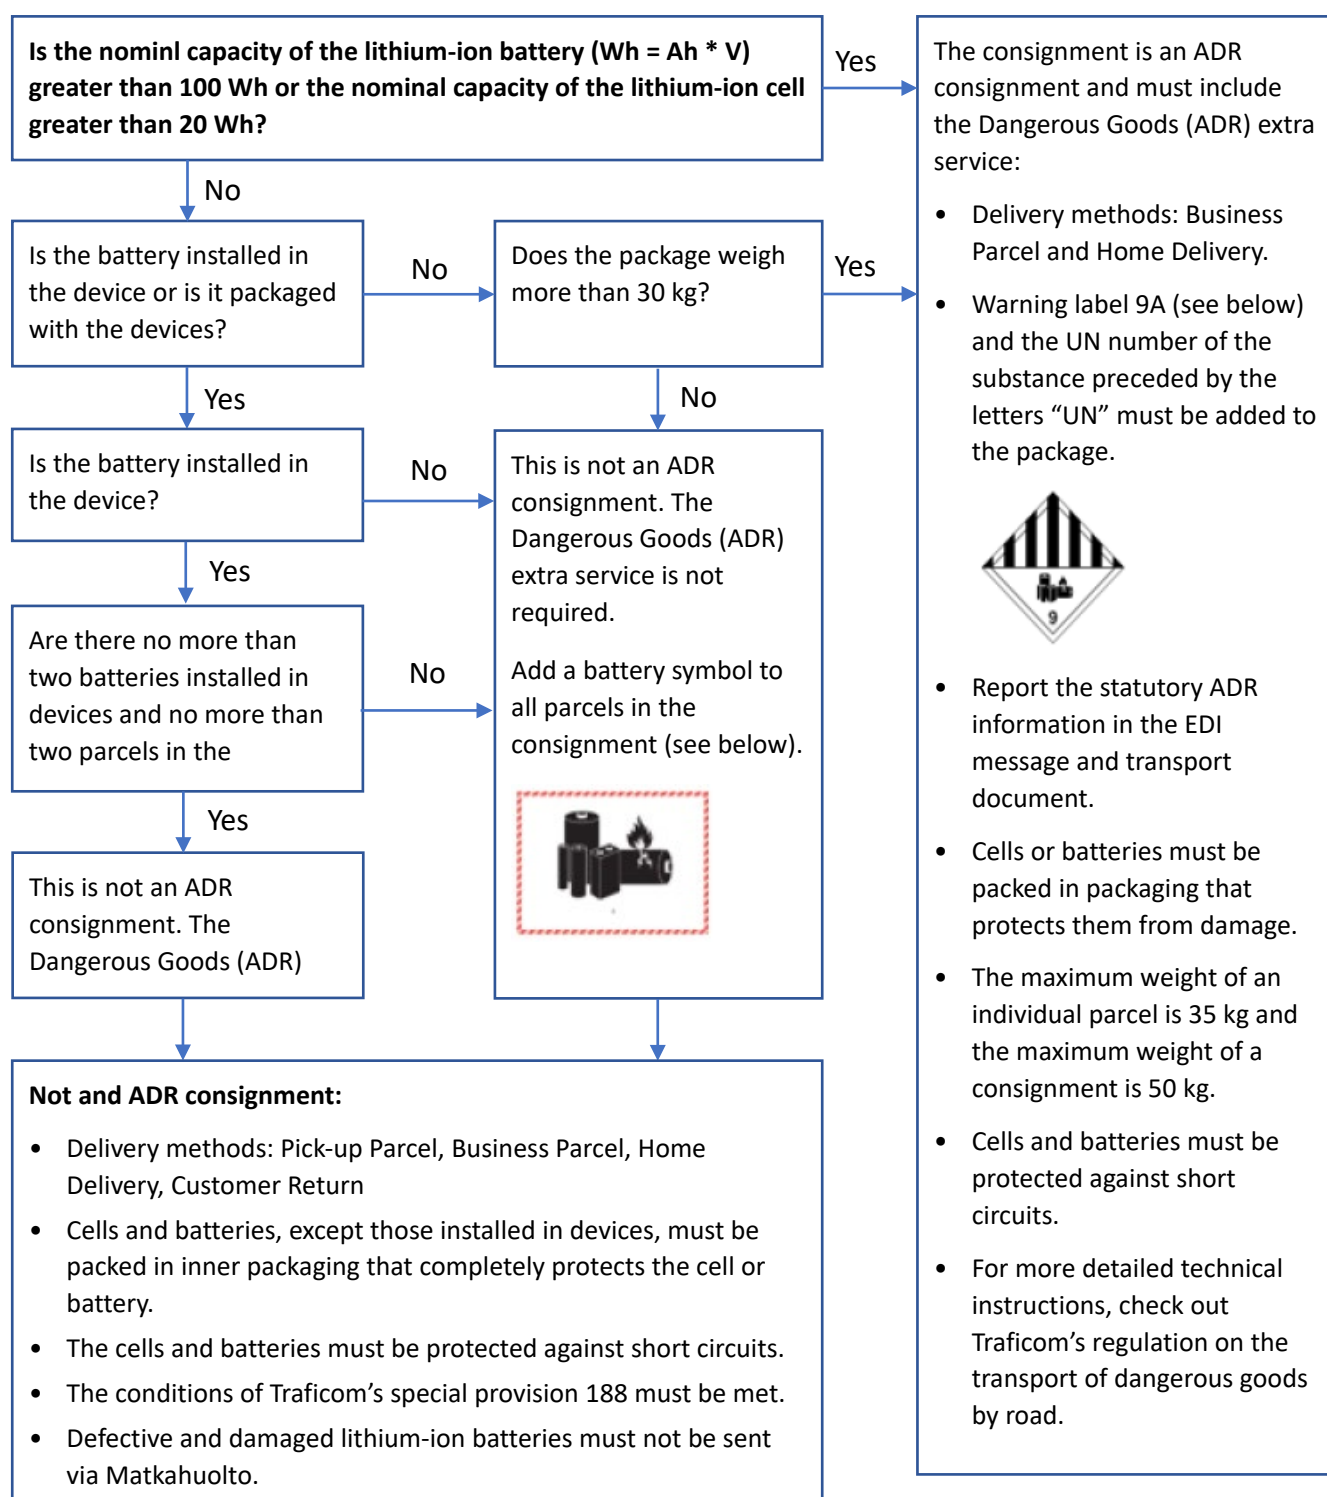 Is the nominl capacity of the lithium-ion battery (Wh = Ah * V)
greater than 100 Wh or the nominal capacity of the lithium-ion cell
greater than 20 Wh?
Yes
No
Is the battery installed in
the device or is it packaged
with the devices?
No
Does the package weigh
more than 30 kg?
Yes
Yes
No
Is the battery installed in
the device?
No
Yes
Are there no more than
two batteries installed in
devices and no more than
two parcels in the
No
Yes
This is not an ADR
consignment. The
Dangerous Goods (ADR)
This is not an ADR
consignment. The
Dangerous Goods (ADR)
extra service is not
required.
Add a battery symbol to
all parcels in the
consignment (see below).
Not and ADR consignment:
• Delivery methods: Pick-up Parcel, Business Parcel, Home
Delivery, Customer Return
• Cells and batteries, except those installed in devices, must be
packed in inner packaging that completely protects the cell or
battery.
• The cells and batteries must be protected against short circuits.
• The conditions of Traficom’s special provision 188 must be met.
• Defective and damaged lithium-ion batteries must not be sent
via Matkahuolto.
The consignment is an ADR
consignment and must include
the Dangerous Goods (ADR) extra
service:
• Delivery methods: Business
Parcel and Home Delivery.
• Warning label 9A (see below)
and the UN number of the
substance preceded by the
letters “UN” must be added to
the package.
9
• Report the statutory ADR
information in the EDI
message and transport
document.
• Cells or batteries must be
packed in packaging that
protects them from damage.
• The maximum weight of an
individual parcel is 35 kg and
the maximum weight of a
consignment is 50 kg.
• Cells and batteries must be
protected against short
circuits.
• For more detailed technical
instructions, check out
Traficom’s regulation on the
transport of dangerous goods
by road.